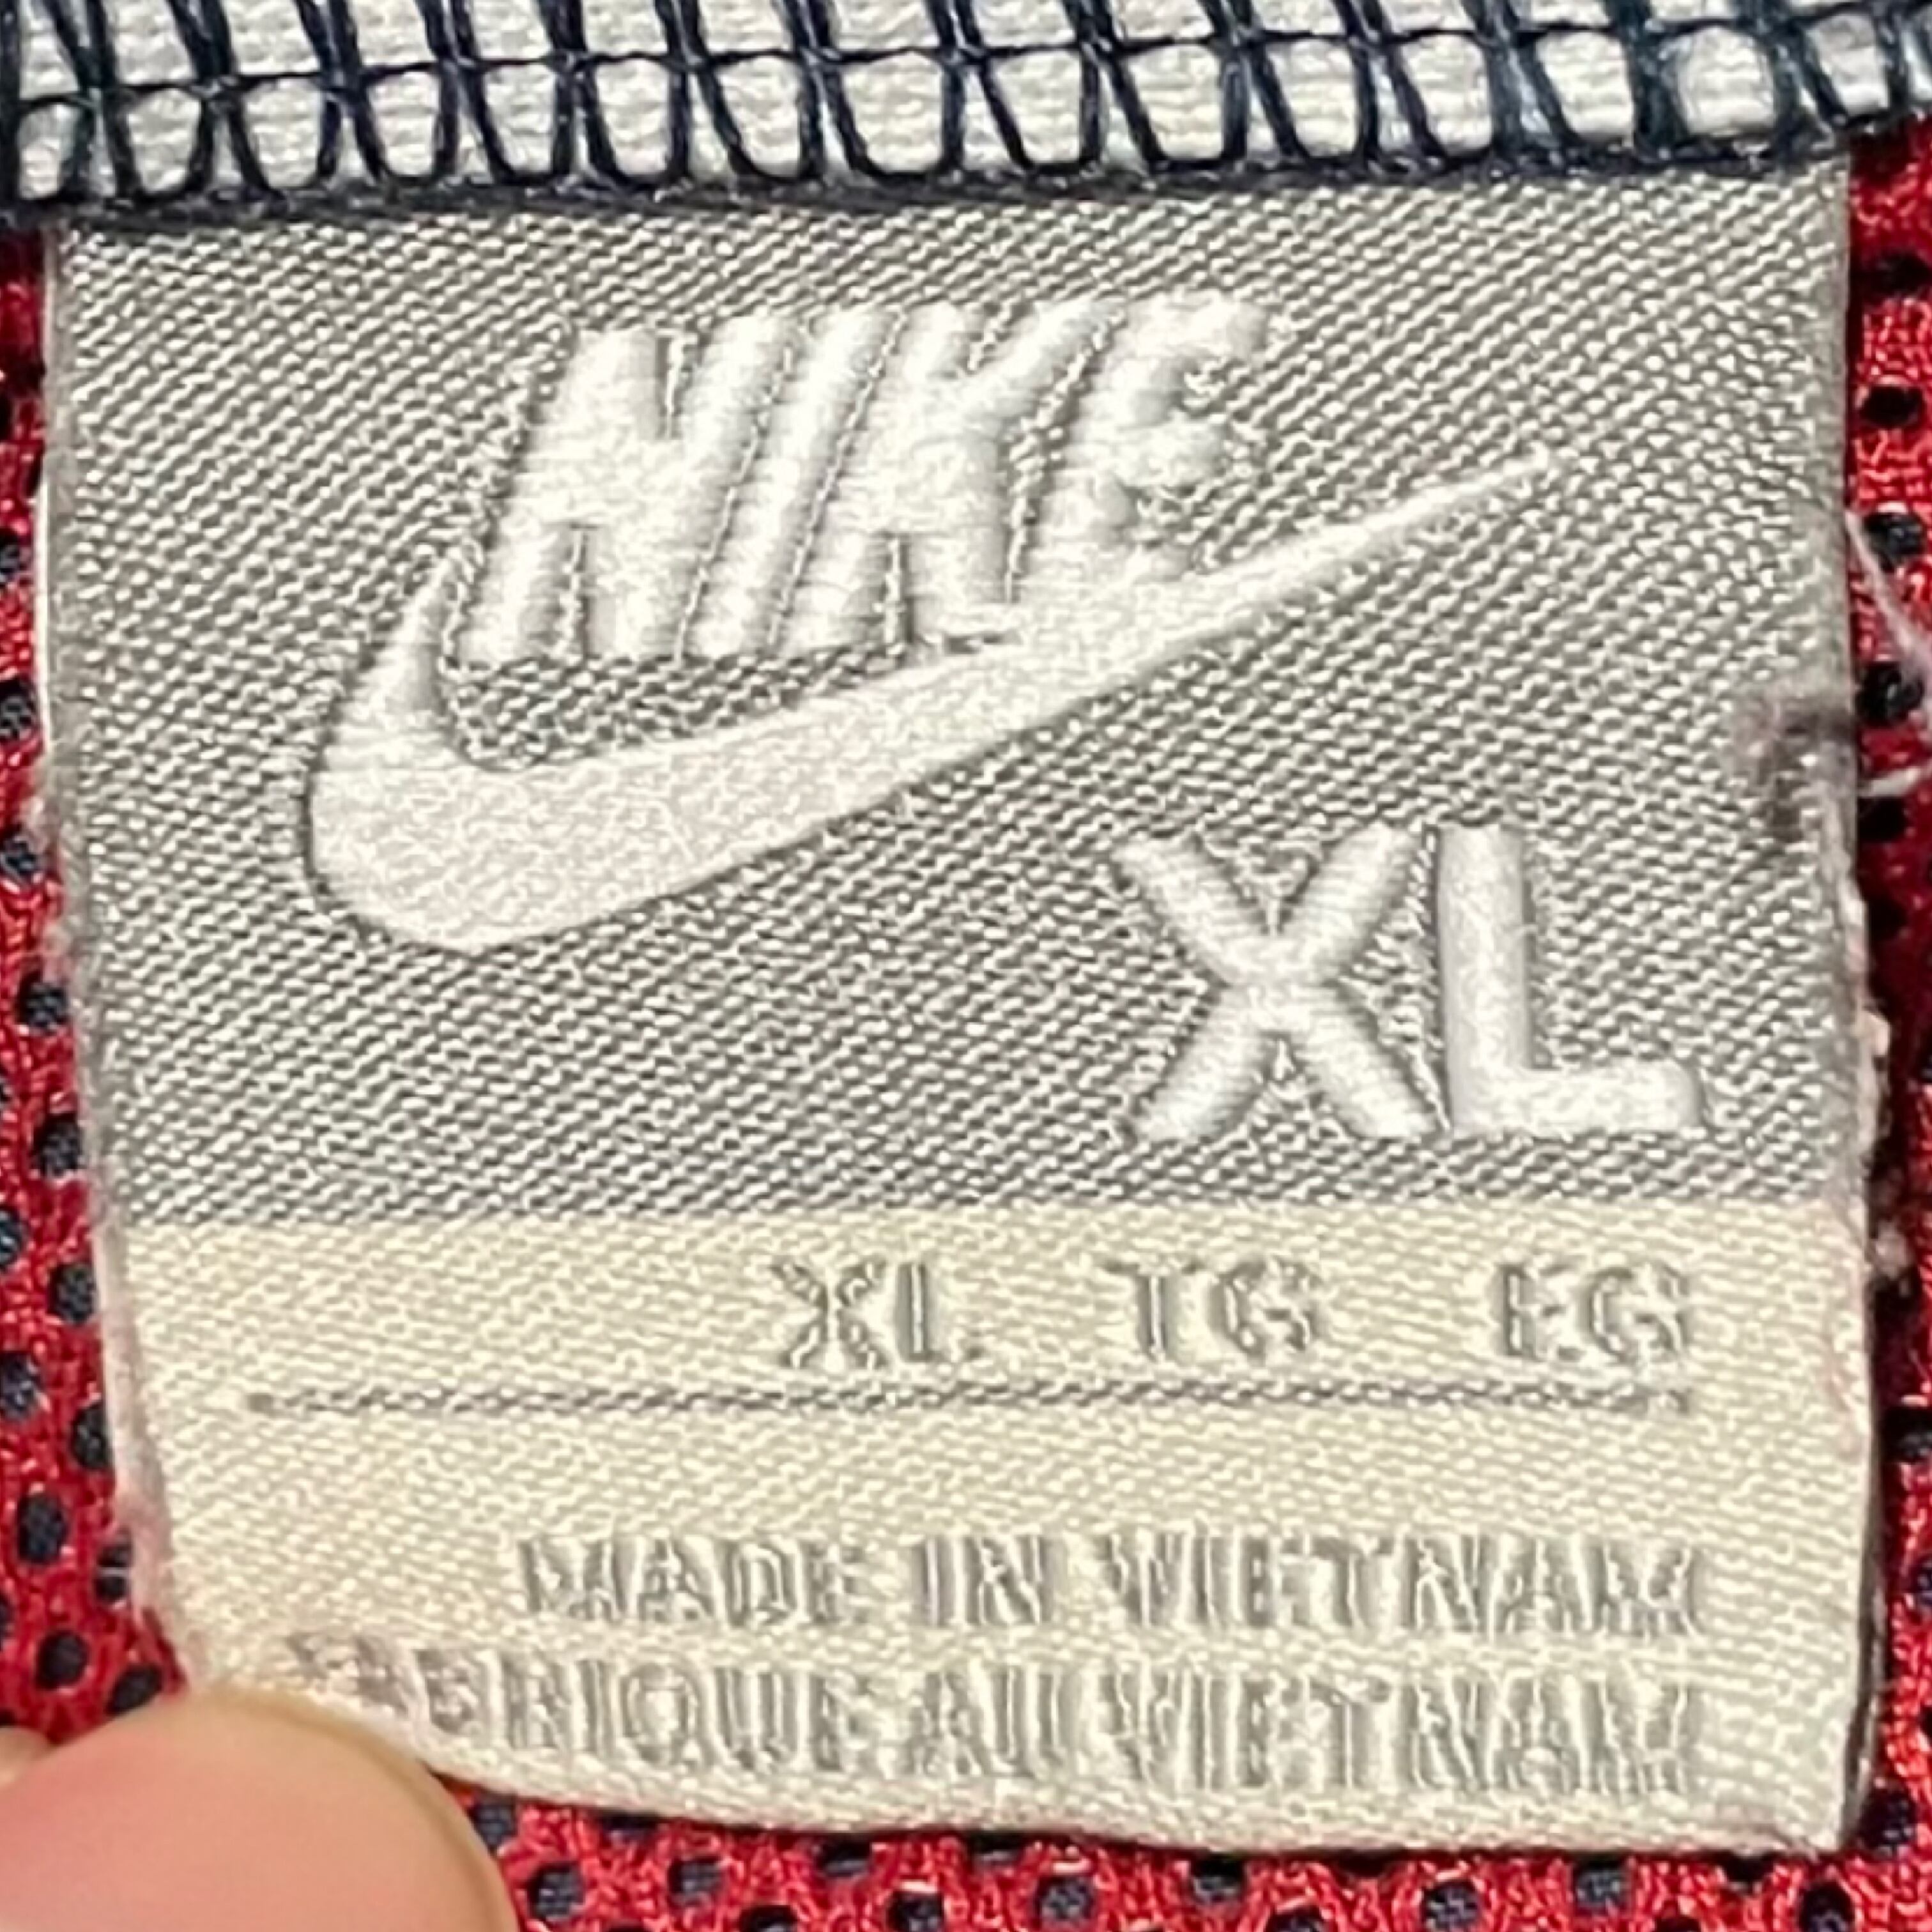 NIKE
XL
XL TG EG
MADE IN VIETNAM
FABRIQUE AU VIETNAM